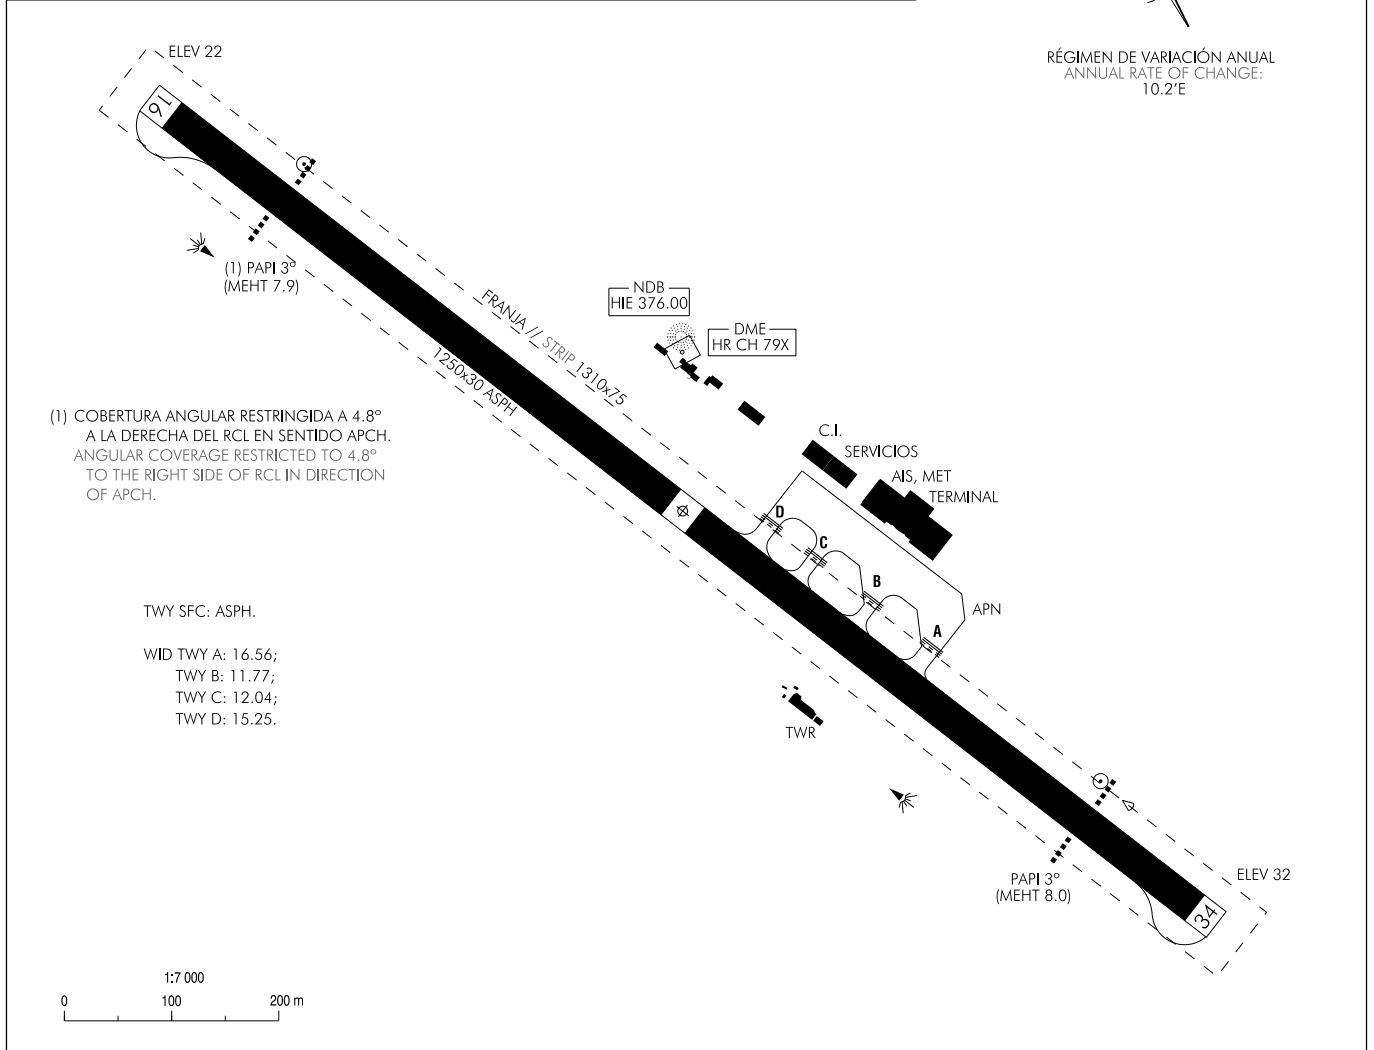 RÉGIMEN DE VARIACIÓN ANUAL
ANNUAL RATE OF CHANGE:
10.2'E
ELEV 22
16
(1) PAPI 3º
(MEHT 7.9)
NDB
HIE 376.00
DME
HR CH 79X
FRANJA // STRIP 1310x75
1250x30 ASPH
(1) COBERTURA ANGULAR RESTRINGIDA A 4.8º
A LA DERECHA DEL RCL EN SENTIDO APCH.
ANGULAR COVERAGE RESTRICTED TO 4.8º
TO THE RIGHT SIDE OF RCL IN DIRECTION
OF APCH.
C.I.
SERVICIOS
AIS, MET
TERMINAL
D
C
B
A
APN
TWY SFC: ASPH.
WID TWY A: 16.56;
TWY B: 11.77;
TWY C: 12.04;
TWY D: 15.25.
TWR
PAPI 3º
(MEHT 8.0)
ELEV 32
34
1:7 000
0 100 200 m